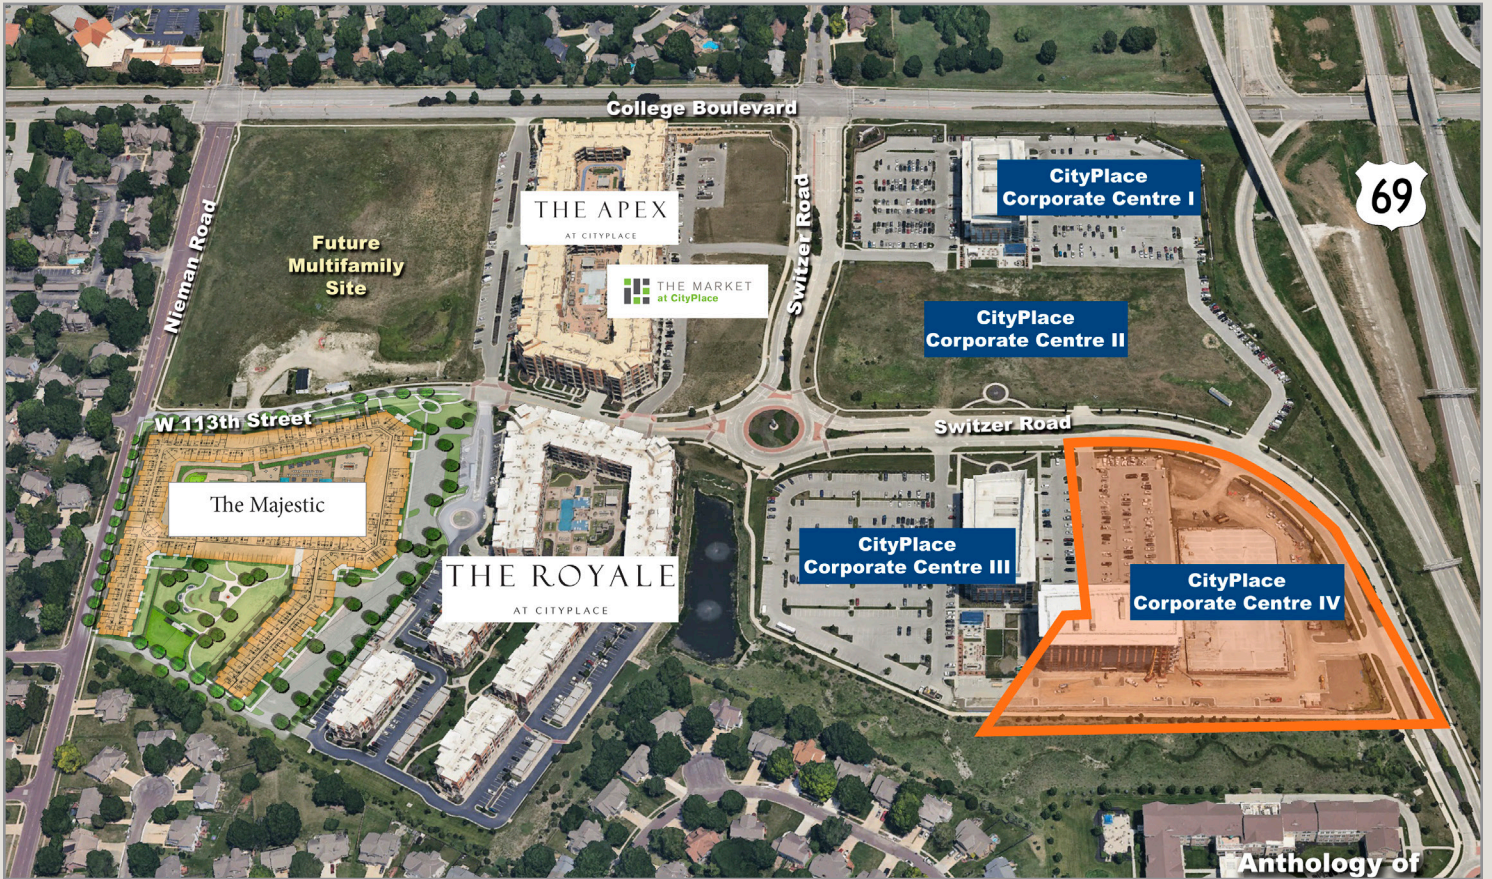 College Boulevard
CityPlace
Corporate Centre I
69
THE APEX
AT CITYPLACE
Nieman Road
Switzer Road
Future
Multifamily
Site
THE MARKET
at CityPlace
CityPlace
Corporate Centre II
W 113th Street
Switzer Road
The Majestic
CityPlace
Corporate Centre III
THE ROYALE
AT CITYPLACE
CityPlace
Corporate Centre IV
Anthology of